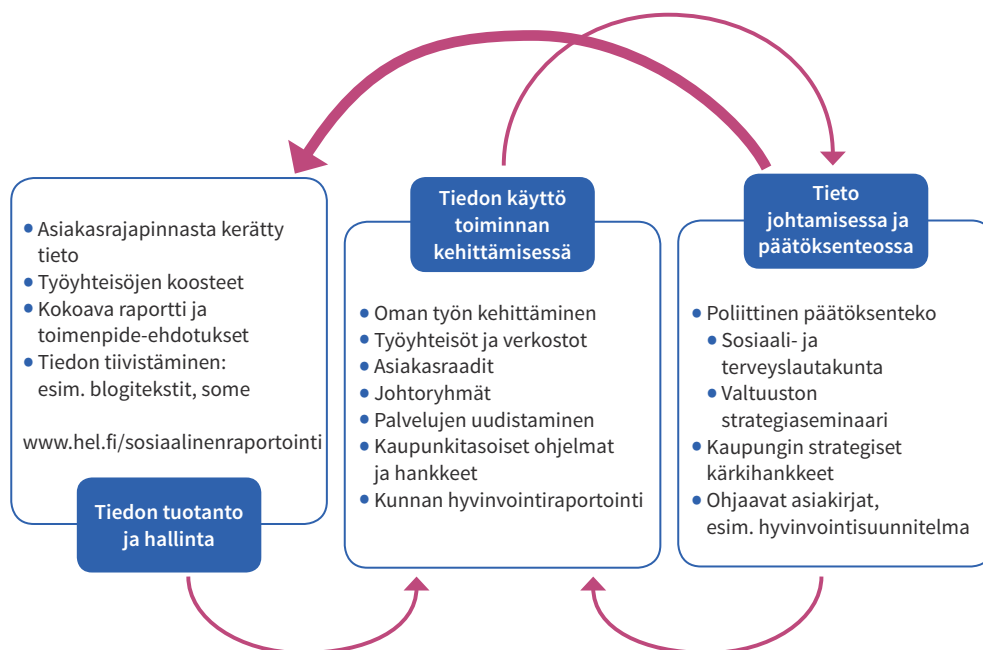 Asiakasrajapinnasta kerätty
tieto
Työyhteisöjen koosteet
Kokoava raportti ja
toimenpide-ehdotukset
Tiedon tiivistäminen:
esim. blogitekstit, some
www.hel.fi/sosiaalinenraportointi
Tiedon tuotanto
ja hallinta
Tiedon käyttö
toiminnan
kehittämisessä
Oman työn kehittäminen
Työyhteisöt ja verkostot
Asiakasraadit
Johtoryhmät
Palvelujen uudistaminen
Kaupunkitasoiset ohjelmat
ja hankkeet
Kunnan hyvinvointiraportointi
Tieto
johtamisessa ja
päätöksenteossa
Poliittinen päätöksenteko
Sosiaali- ja
terveyslautakunta
Valtuuston
strategiaseminaari
Kaupungin strategiset
kärkihankkeet
Ohjaavat asiakirjat,
esim. hyvinvointisuunnitelma